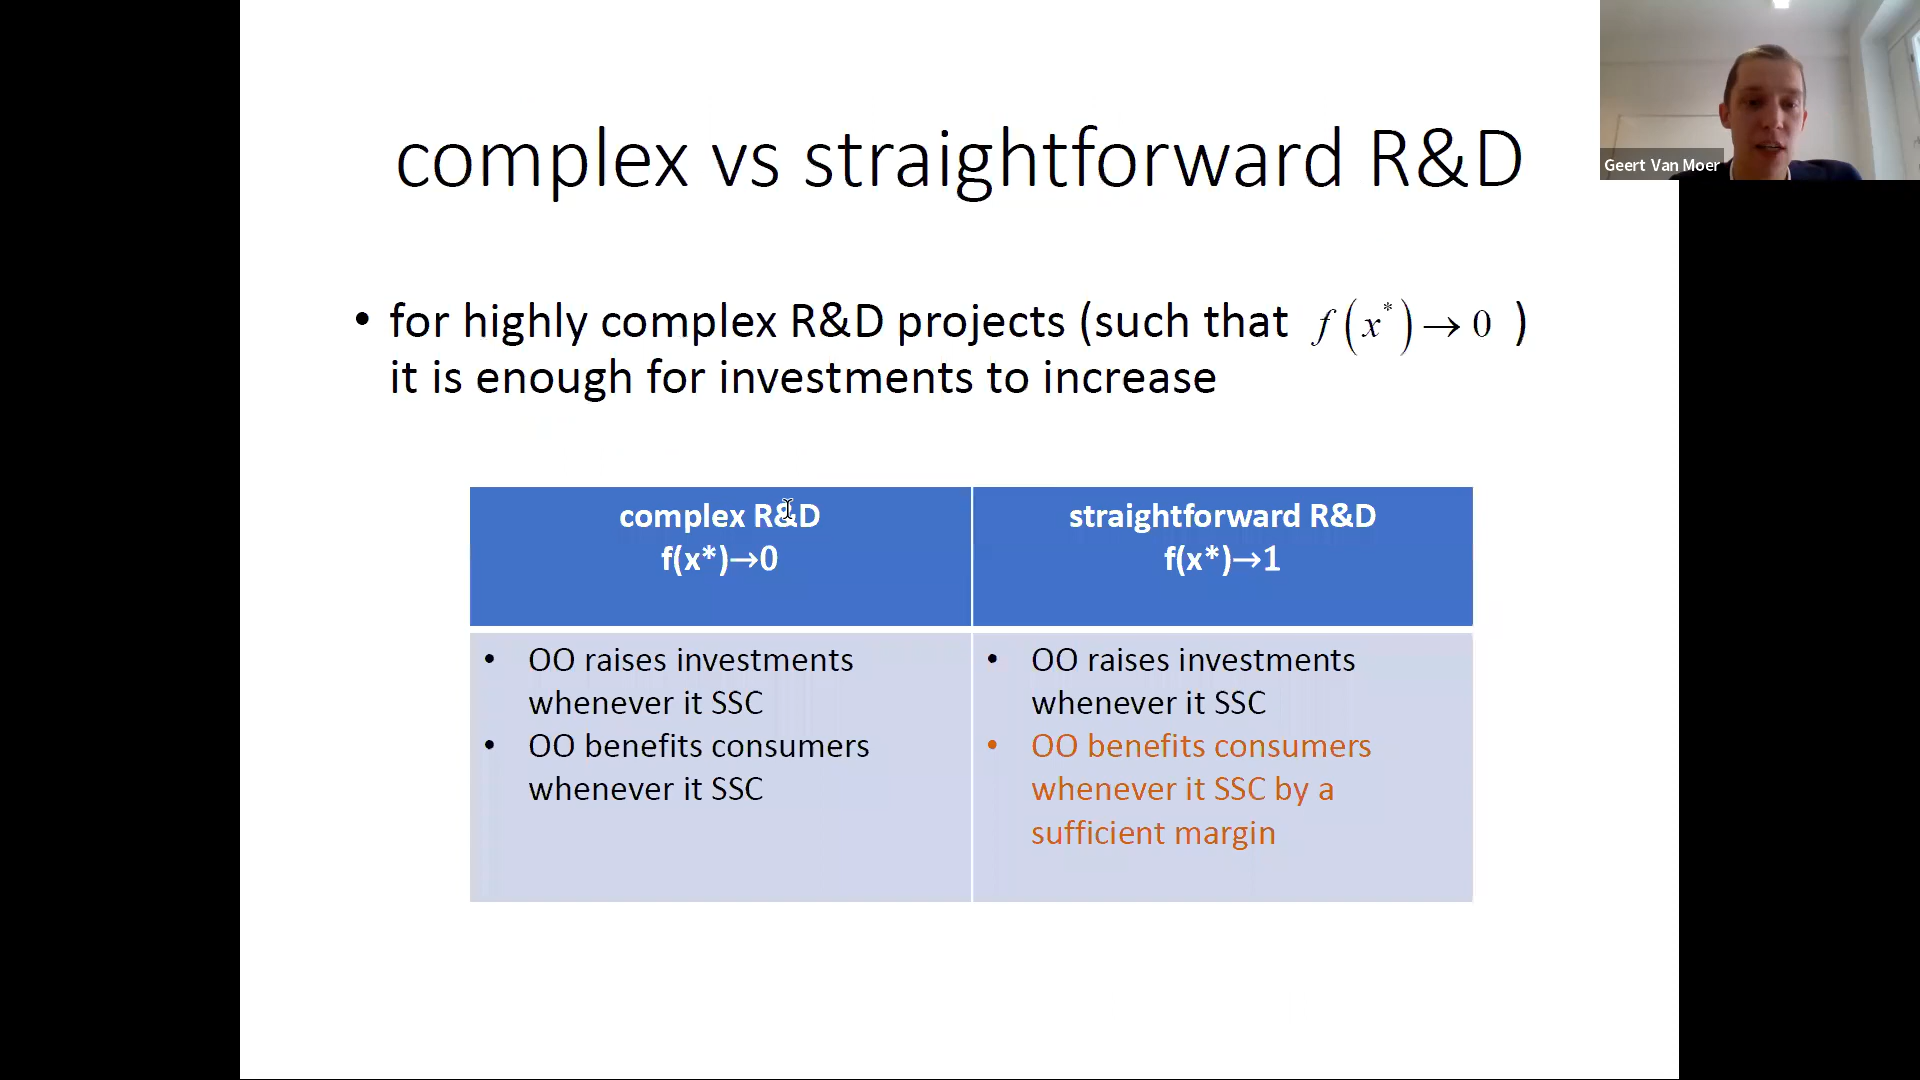 complex vs straightforward R&D
Geert Van Moer
• for highly complex R&D projects (such that f(x*)→0 )
it is enough for investments to increase
complex R&D
f(x*)→0
straightforward R&D
f(x*)→1
• OO raises investments
whenever it SSC
• OO benefits consumers
whenever it SSC
• OO raises investments
whenever it SSC
• OO benefits consumers
whenever it SSC by a
sufficient margin